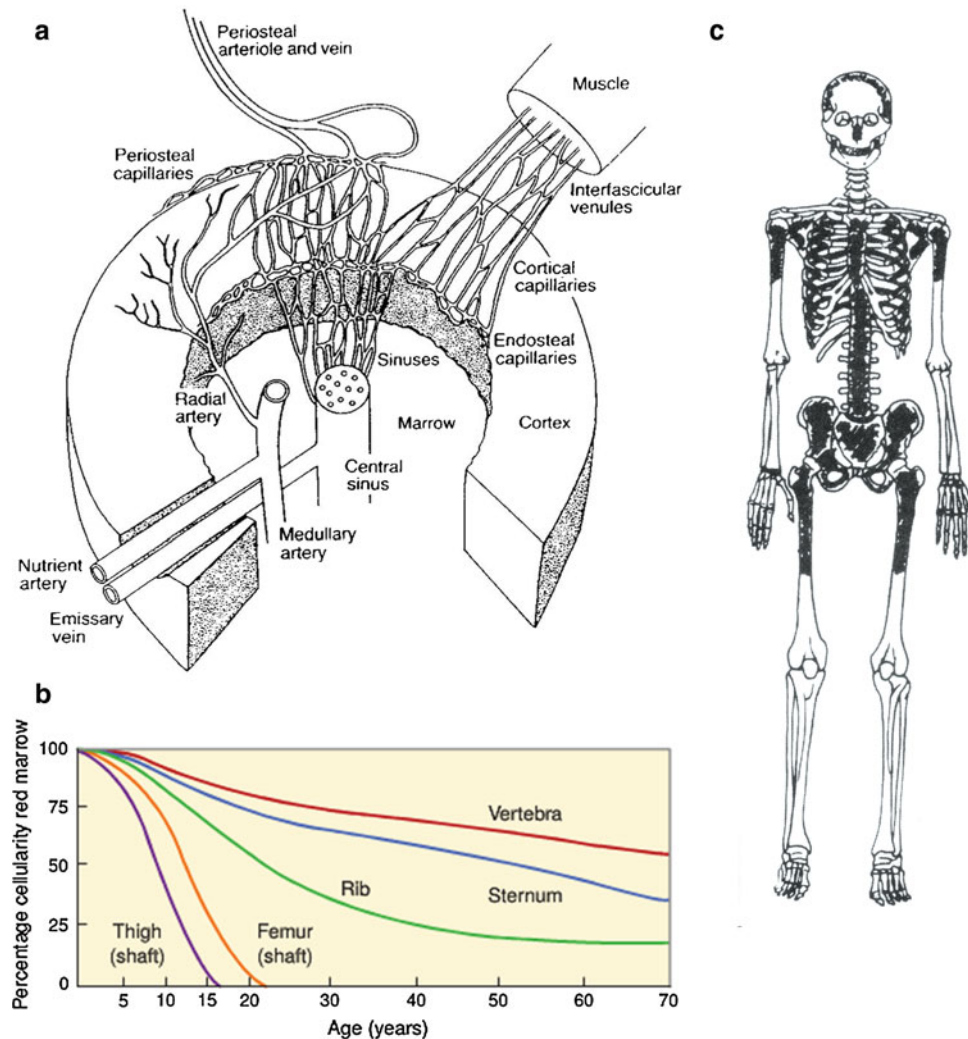 a
Periosteal
arteriole and vein
Muscle
Periosteal
capillaries
Interfascicular
venules
Cortical
capillaries
Endosteal
capillaries
Sinuses
Radial
artery
Marrow
Cortex
Central
sinus
Medullary
artery
Nutrient
artery
Emissary
vein
b
Percentage cellularity red marrow
100
75
50
25
0
Vertebra
Sternum
Rib
Thigh
(shaft)
Femur
(shaft)
5 10 15 20 30 40 50 60 70
Age (years)
c